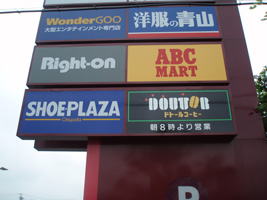 WonderGOO
大型エンタテインメント専門店
洋服の青山
Right-on
ABC
MART
SHOE・PLAZA
DOUTOR
ドトールコーヒー
朝8時より営業
P